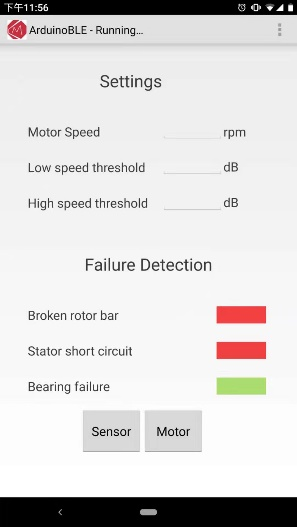 下午11:56
ArduinoBLE - Running...
Settings
Motor Speed rpm
Low speed threshold dB
High speed threshold dB
Failure Detection
Broken rotor bar
Stator short circuit
Bearing failure
Sensor Motor